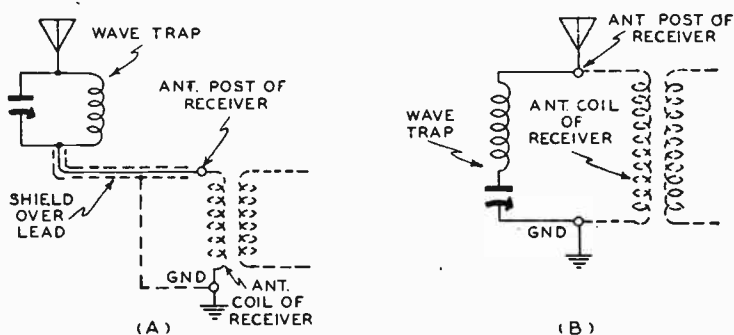 WAVE TRAP
ANT. POST OF
RECEIVER
SHIELD
OVER
LEAD
GND
ANT.
COIL OF
RECEIVER
(A)
ANT POST OF
RECEIVER
ANT COIL
OF
RECEIVER
WAVE
TRAP
GND
(B)